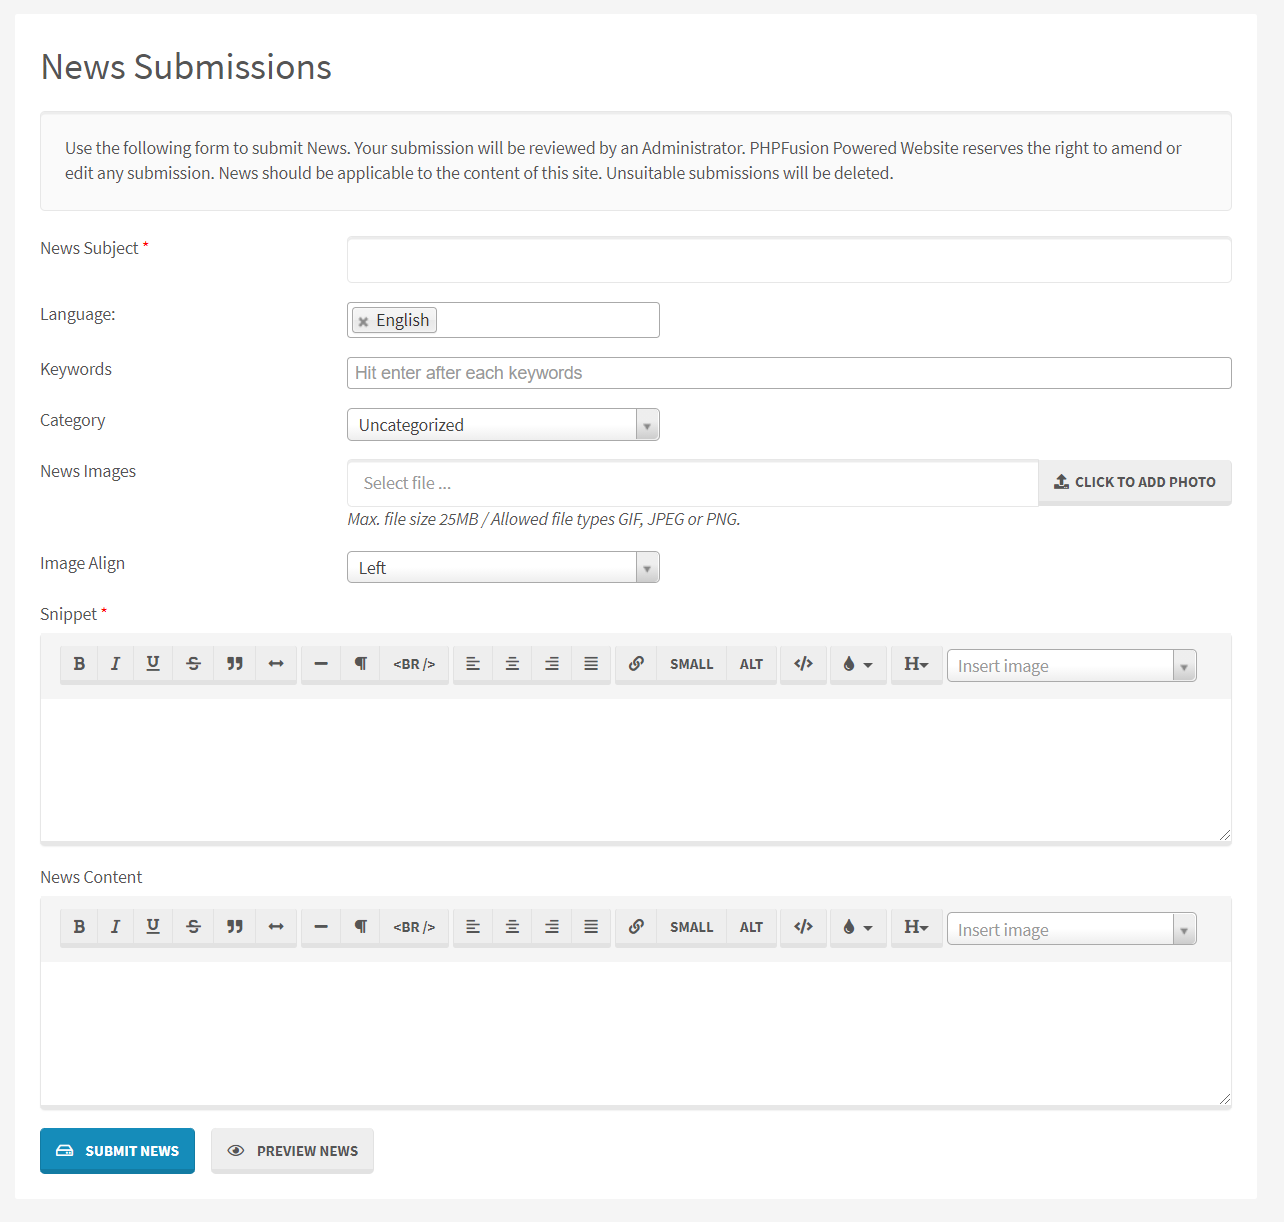 News Submissions
Use the following form to submit News. Your submission will be reviewed by an Administrator. PHPFusion Powered Website reserves the right to amend or
edit any submission. News should be applicable to the content of this site. Unsuitable submissions will be deleted.
News Subject *
Language:
English
Keywords
Hit enter after each keywords
Category
Uncategorized
News Images
Select file ...
CLICK TO ADD PHOTO
Max. file size 25MB / Allowed file types GIF, JPEG or PNG.
Image Align
Left
Snippet *
B I U S <BR /> SMALL ALT </> H Insert image
News Content
B I U S <BR /> SMALL ALT </> H Insert image
SUBMIT NEWS PREVIEW NEWS